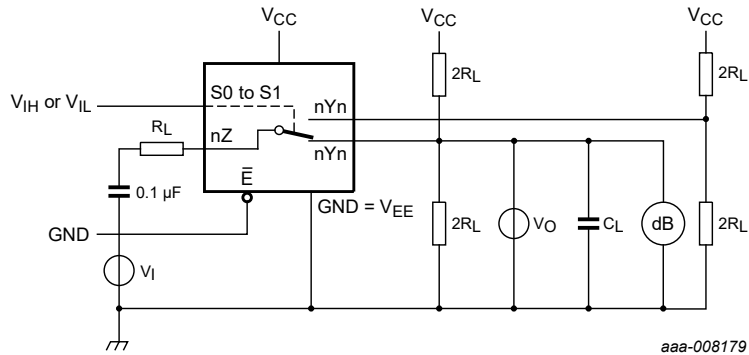 VCC
VCC
VCC
2RL
2RL
S0 to S1
VIH or VIL
nYn
RL
nZ
nYn
E̅
0.1 µF
GND = VEE
GND
2RL
VO
CL
dB
2RL
VI
aaa-008179